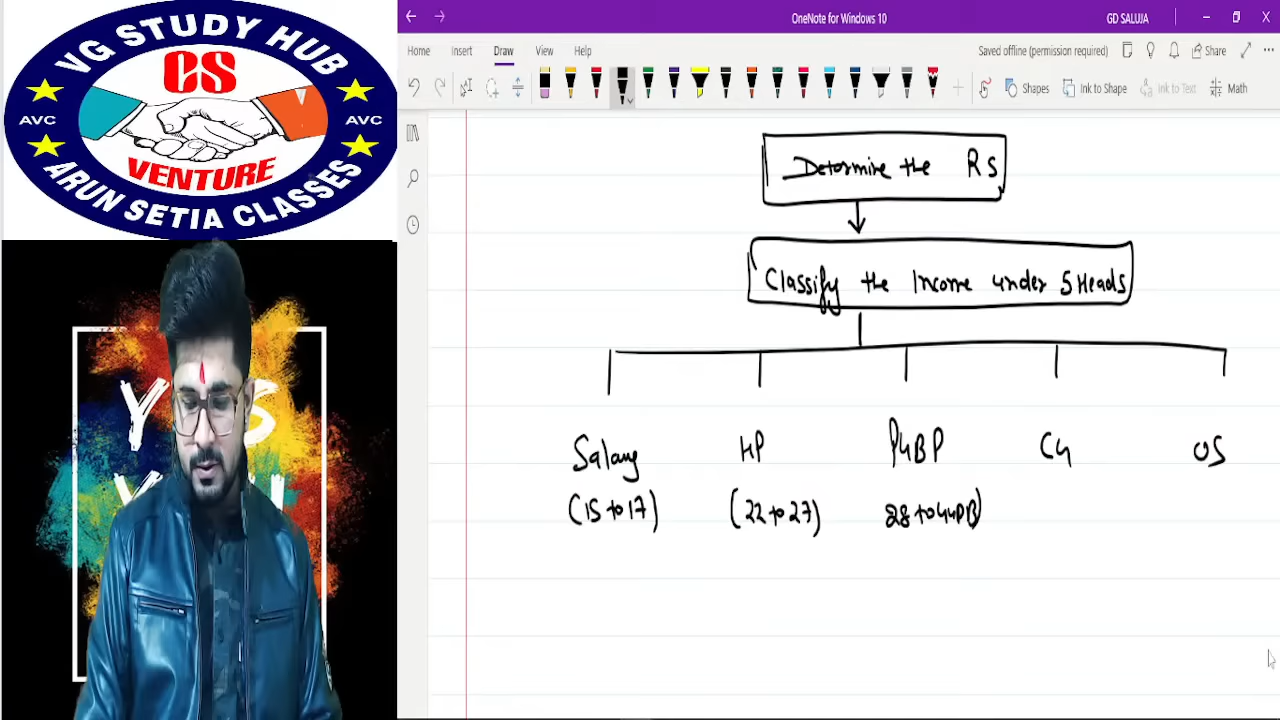 VG STUDY HUB
CS
AVC
AVC
VENTURE
ARUN SETIA CLASSES
OneNote for Windows 10
GD SALUJA
Home Insert Draw View Help
Saved offline (permission required)
Share
Shapes
Ink to Shape
Ink to Text
Math
Determine the RS
Classify the Income under 5 Heads
Salary HP PGBP CG OS
(15 to 17) (22 to 27) 28 to 44DB)
Y S
Y